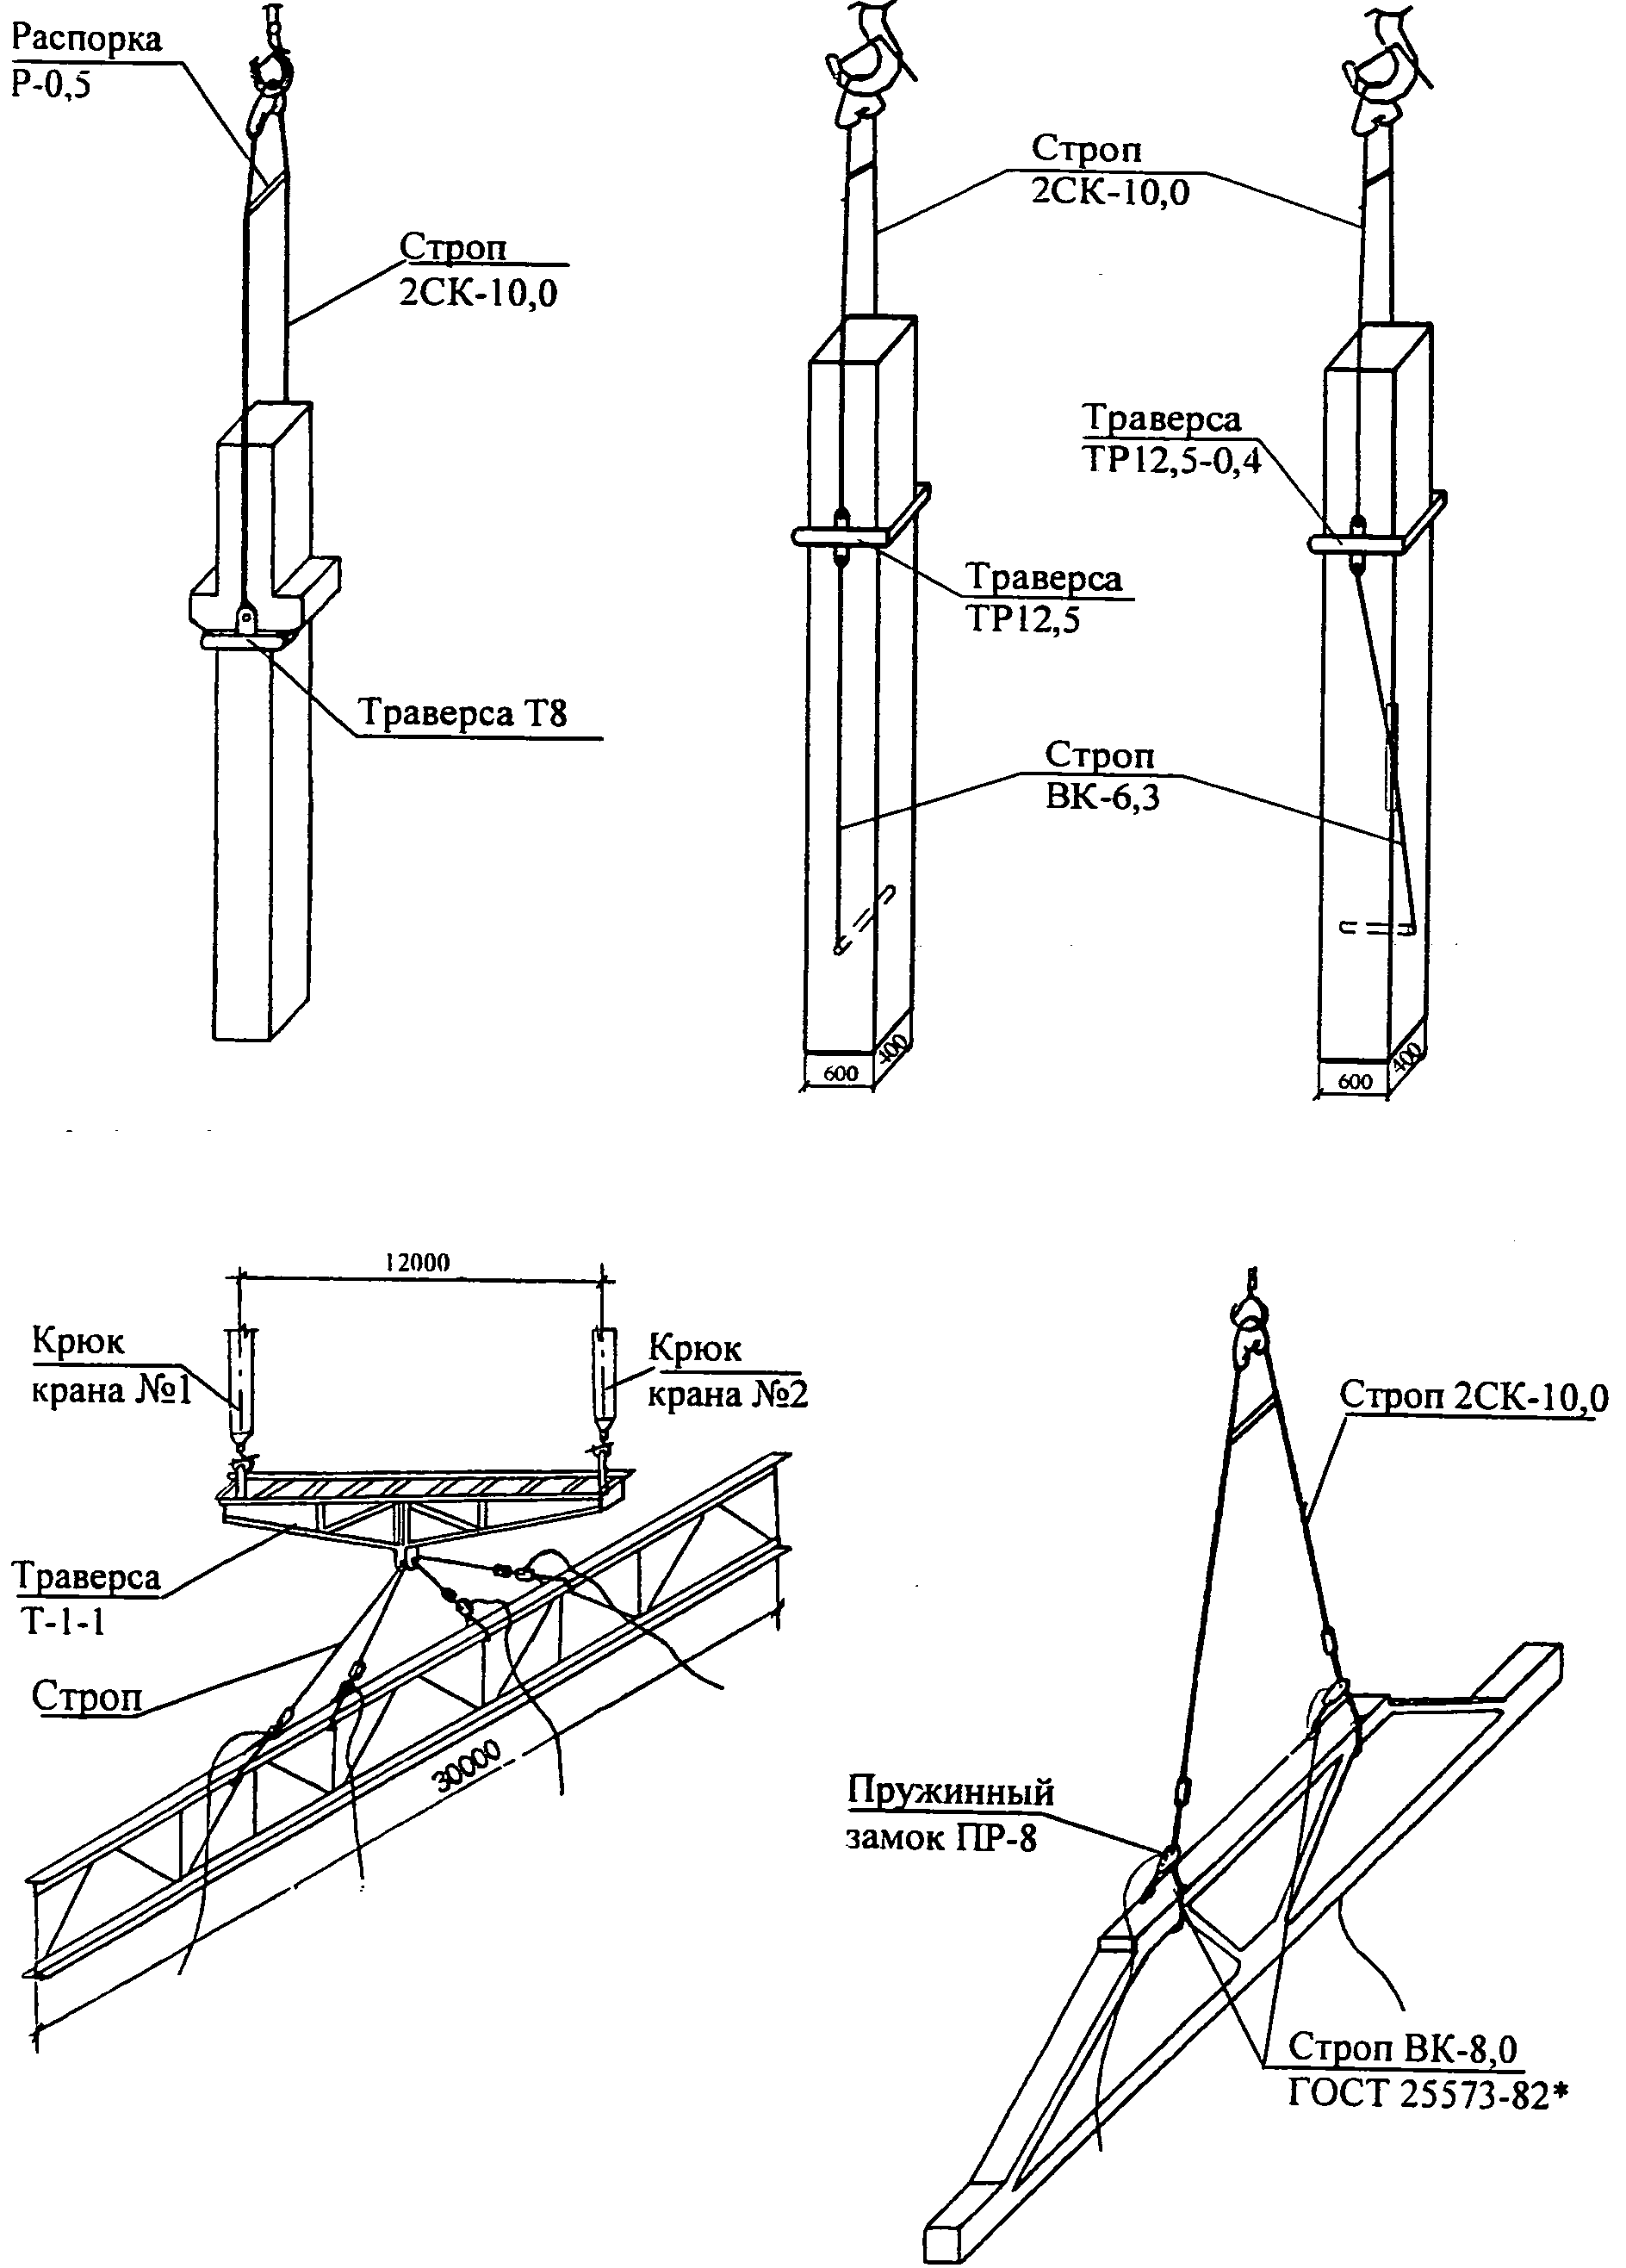 Распорка
Р-0,5
Строп
2СК-10,0
Траверса Т8
Строп
2СК-10,0
Траверса
ТР12,5-0,4
Траверса
ТР12,5
Строп
ВК-6,3
600
400
600
400
12000
Крюк
крана №1
Крюк
крана №2
Траверса
Т-1-1
Строп
30000
Строп 2СК-10,0
Пружинный
замок ПР-8
Строп ВК-8,0
ГОСТ 25573-82*